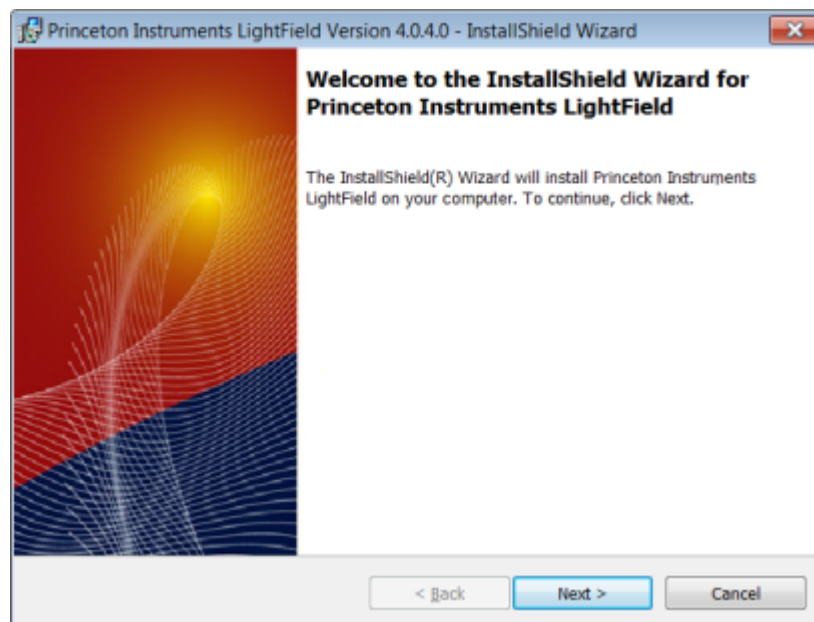 Princeton Instruments LightField Version 4.0.4.0 - InstallShield Wizard
Welcome to the InstallShield Wizard for
Princeton Instruments LightField
The InstallShield(R) Wizard will install Princeton Instruments
LightField on your computer. To continue, click Next.
< Back
Next >
Cancel